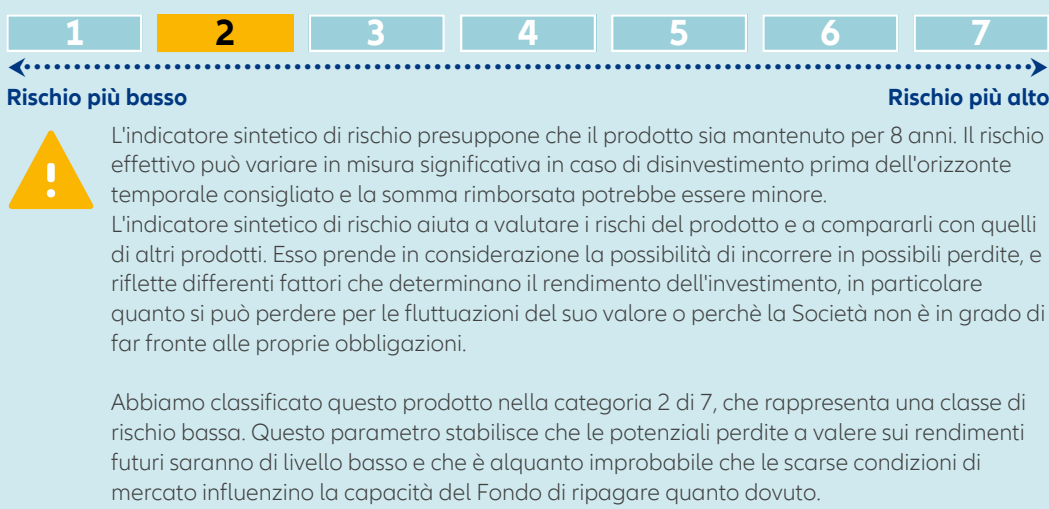 1 2 3 4 5 6 7
Rischio più basso Rischio più alto
L'indicatore sintetico di rischio presuppone che il prodotto sia mantenuto per 8 anni. Il rischio
effettivo può variare in misura significativa in caso di disinvestimento prima dell'orizzonte
temporale consigliato e la somma rimborsata potrebbe essere minore.
L'indicatore sintetico di rischio aiuta a valutare i rischi del prodotto e a compararli con quelli
di altri prodotti. Esso prende in considerazione la possibilità di incorrere in possibili perdite, e
riflette differenti fattori che determinano il rendimento dell'investimento, in particolare
quanto si può perdere per le fluttuazioni del suo valore o perchè la Società non è in grado di
far fronte alle proprie obbligazioni.
Abbiamo classificato questo prodotto nella categoria 2 di 7, che rappresenta una classe di
rischio bassa. Questo parametro stabilisce che le potenziali perdite a valere sui rendimenti
futuri saranno di livello basso e che è alquanto improbabile che le scarse condizioni di
mercato influenzino la capacità del Fondo di ripagare quanto dovuto.